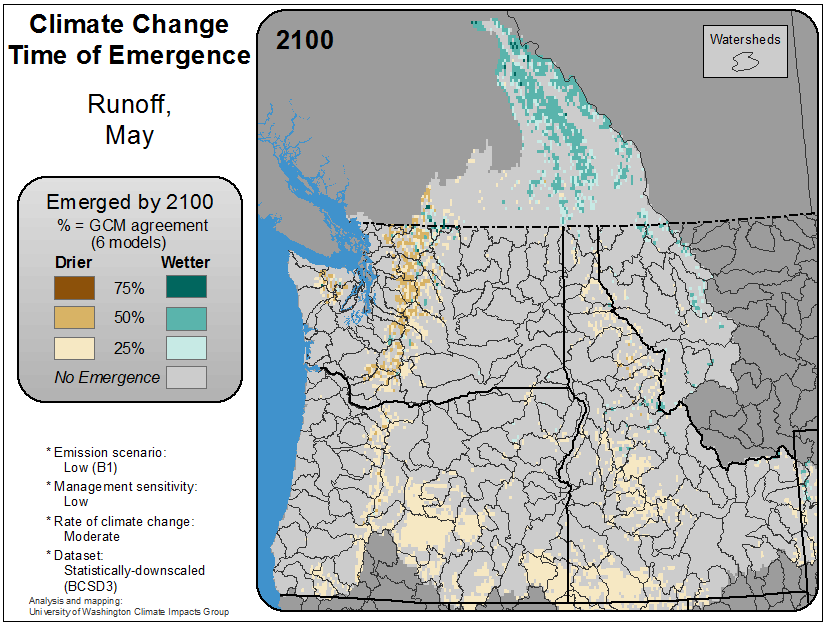 Climate Change
Time of Emergence
Runoff,
May
Emerged by 2100
% = GCM agreement
(6 models)
Drier Wetter
75%
50%
25%
No Emergence
* Emission scenario:
Low (B1)
* Management sensitivity:
Low
* Rate of climate change:
Moderate
* Dataset:
Statistically-downscaled
(BCSD3)
Analysis and mapping:
University of Washington Climate Impacts Group
2100
Watersheds